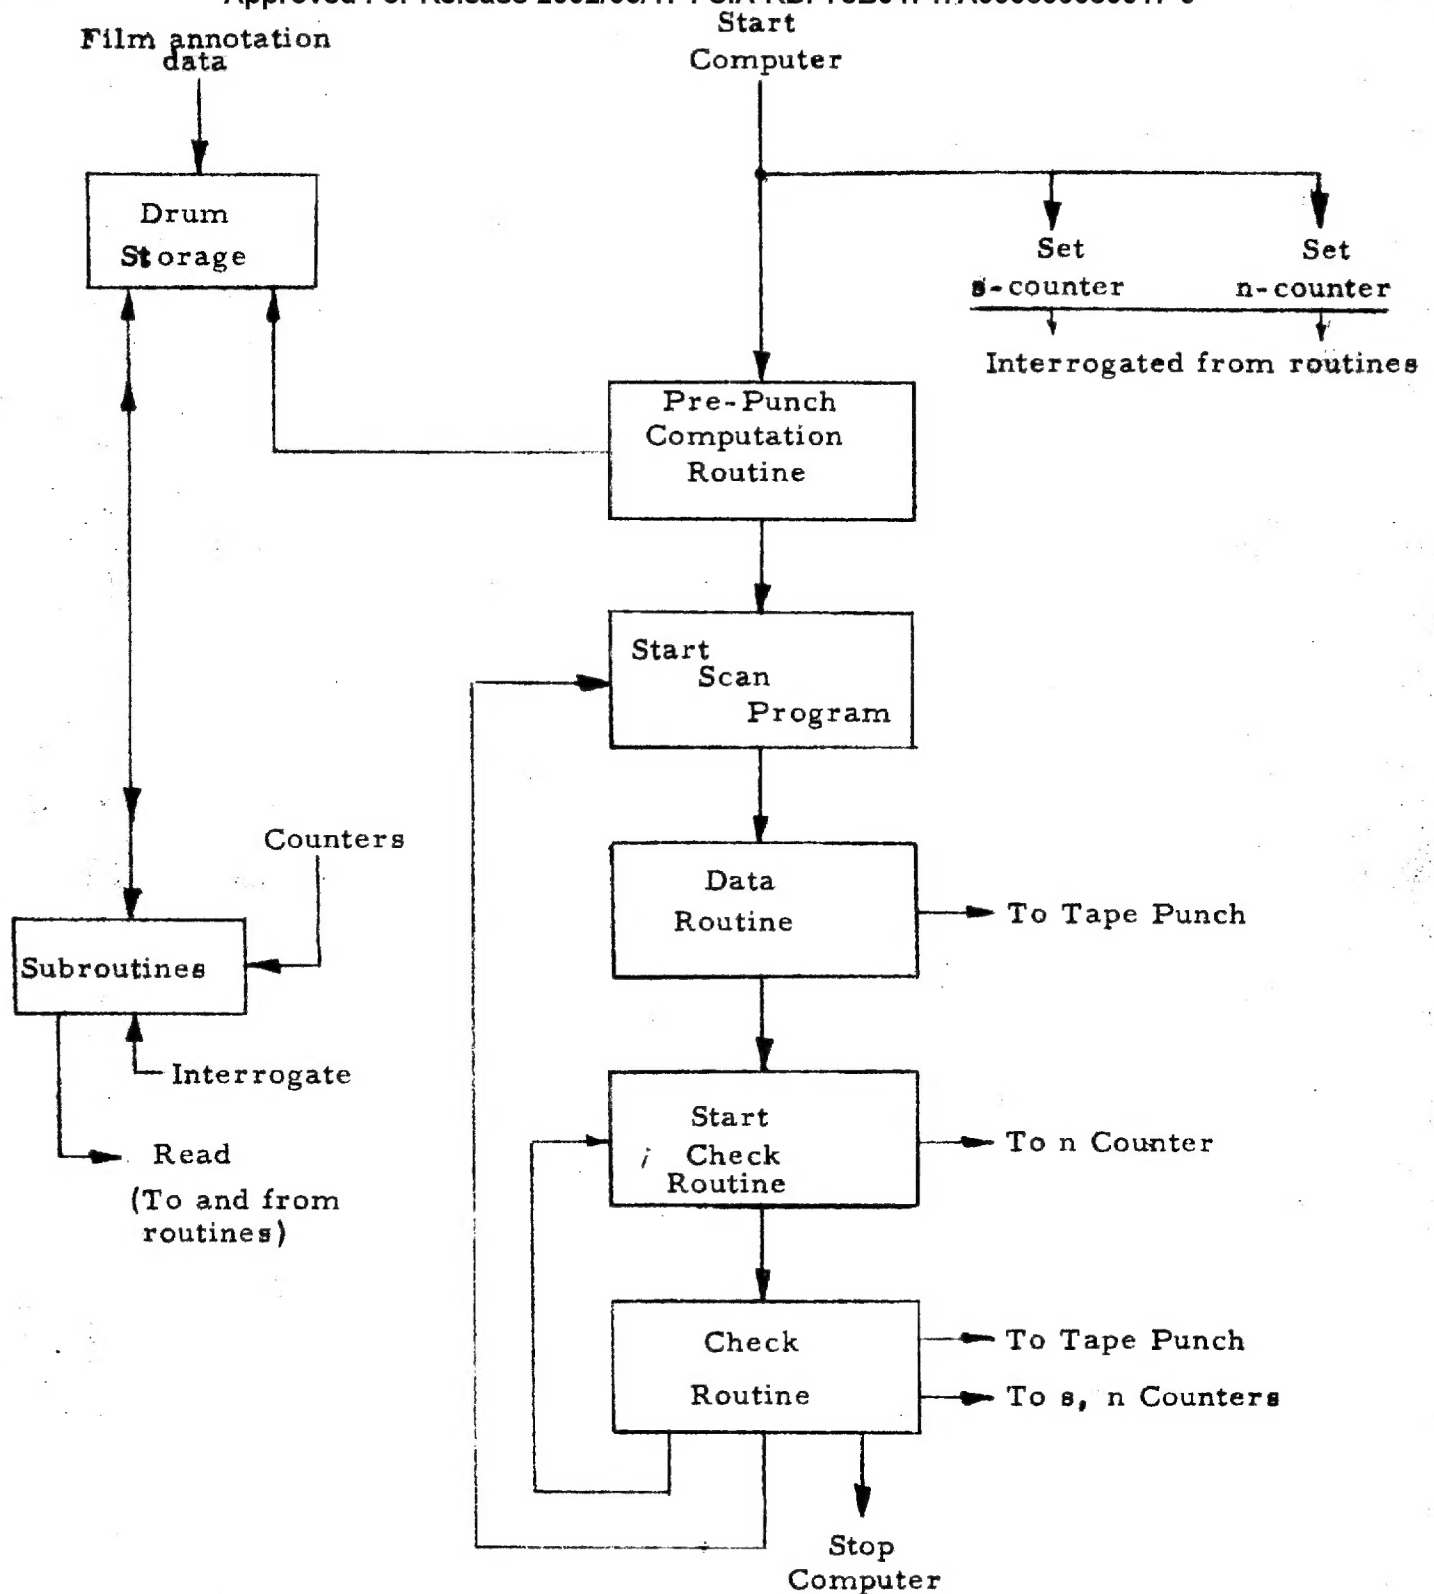 Film annotation
data
Start
Computer
Drum
Storage
Set
s-counter
Set
n-counter
Interrogated from routines
Pre-Punch
Computation
Routine
Start
Scan
Program
Counters
Data
Routine
To Tape Punch
Subroutines
Interrogate
Read
(To and from
routines)
Start
Check
Routine
To n Counter
Check
Routine
To Tape Punch
To s, n Counters
Stop
Computer